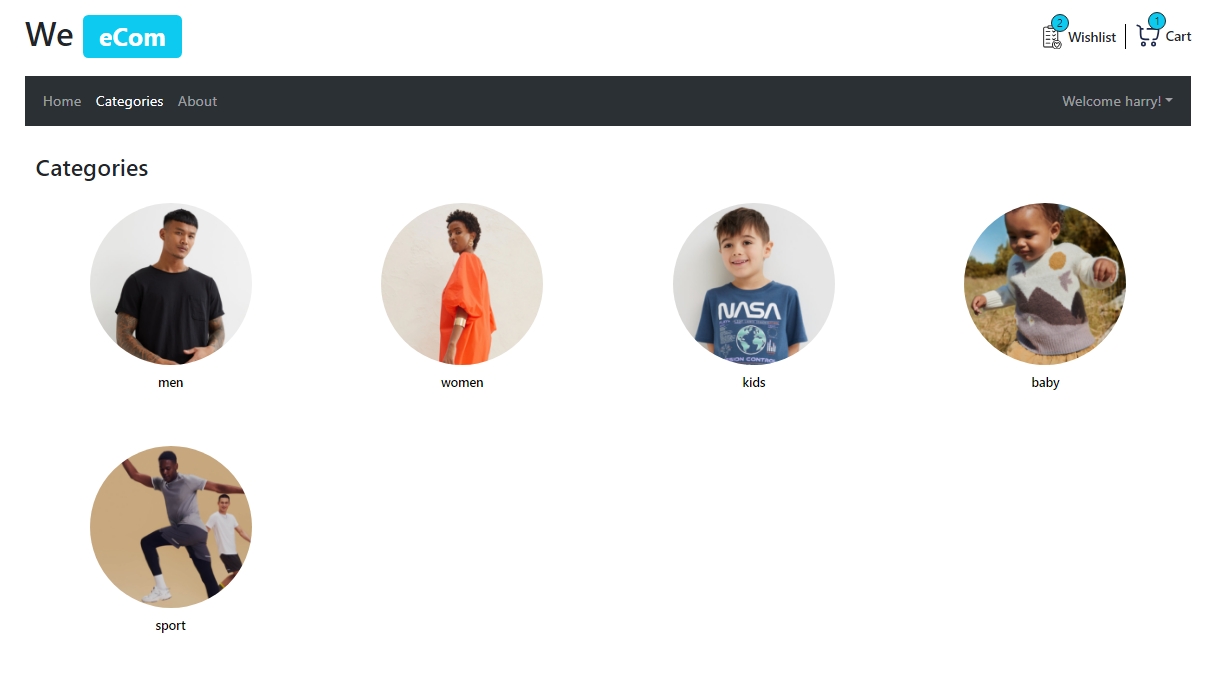 We eCom
2 Wishlist 1 Cart
Home Categories About Welcome harry!
Categories
men women kids baby
NASA
sport